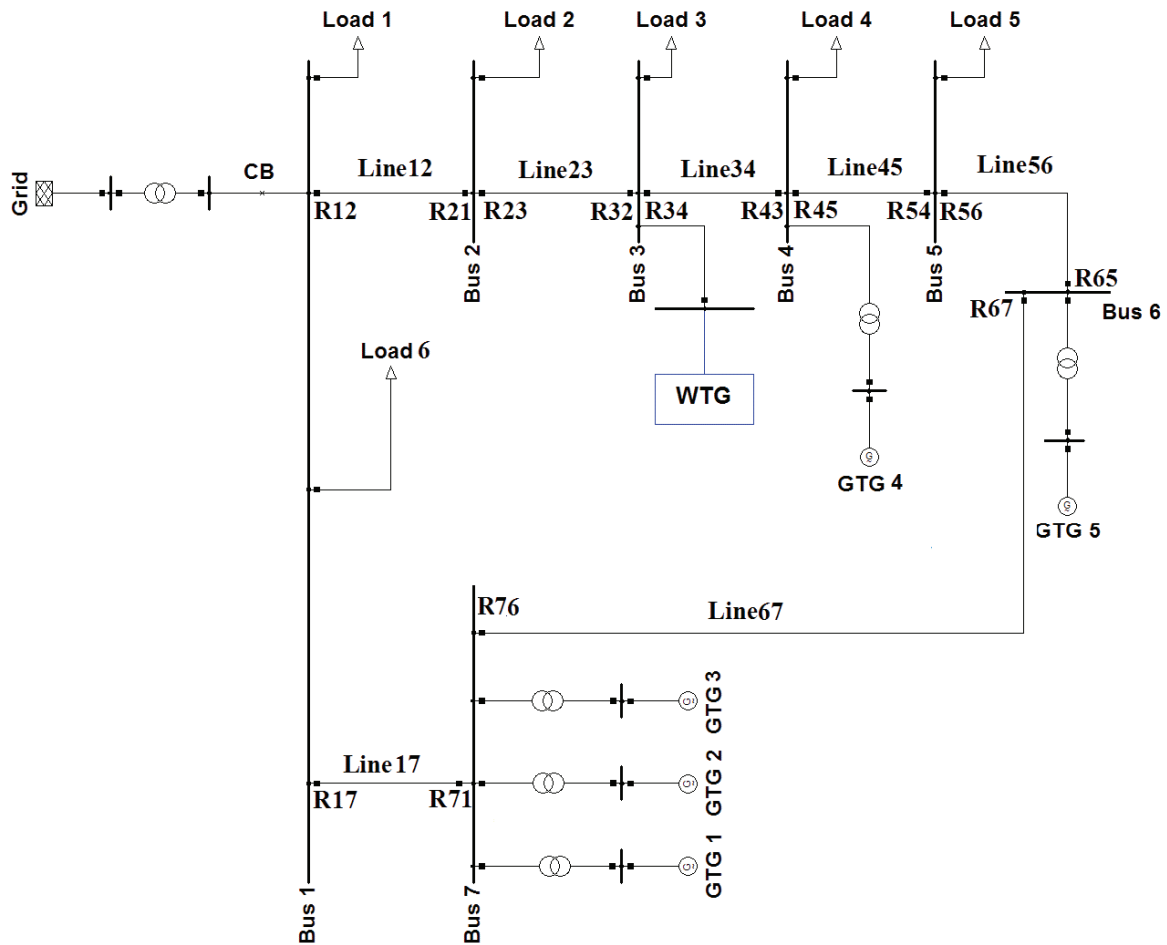 Load 1
Load 2
Load 3
Load 4
Load 5
Grid
CB
Line12
Line23
Line34
Line45
Line56
R12
R21
R23
R32
R34
R43
R45
R54
R56
Bus 2
Bus 3
Bus 4
Bus 5
R65
R67
Bus 6
Load 6
WTG
GTG 4
GTG 5
R76
Line67
GTG 3
GTG 2
GTG 1
Line17
R17
R71
Bus 1
Bus 7